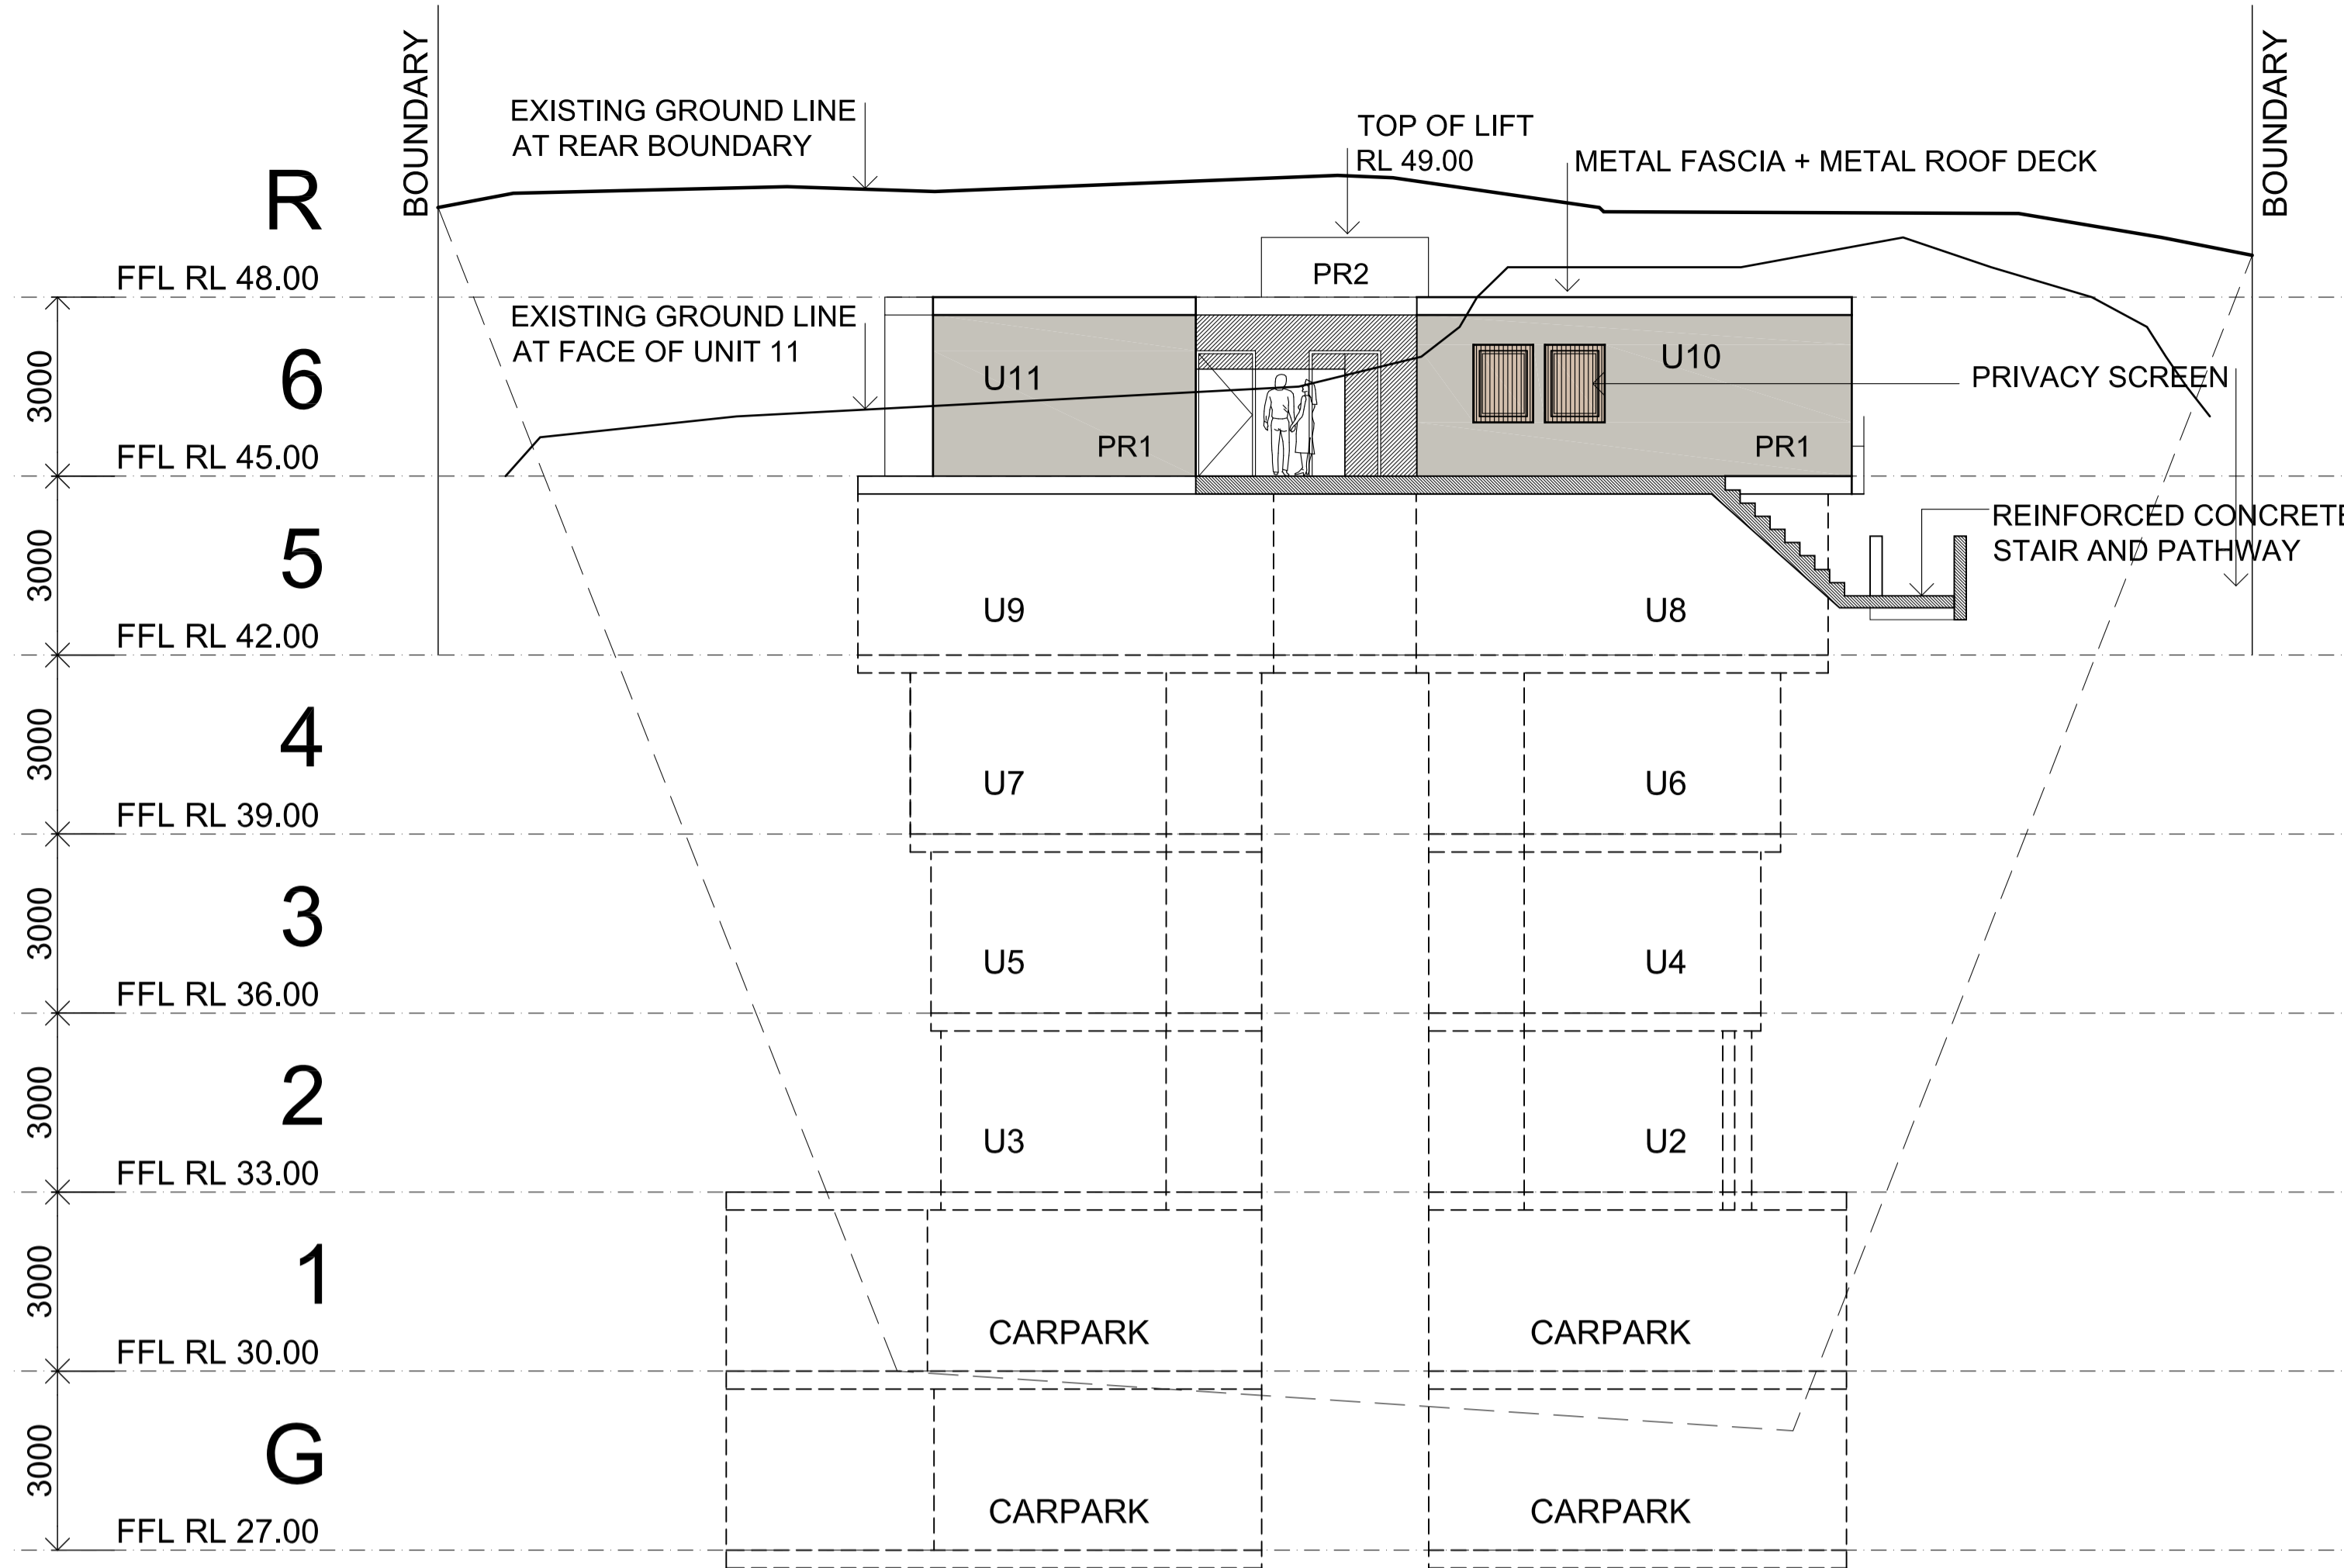 BOUNDARY
BOUNDARY
EXISTING GROUND LINE
AT REAR BOUNDARY
TOP OF LIFT
RL 49.00
METAL FASCIA + METAL ROOF DECK
R
PR2
FFL RL 48.00
EXISTING GROUND LINE
AT FACE OF UNIT 11
3000
6
U11
U10
PRIVACY SCREEN
PR1
PR1
FFL RL 45.00
3000
5
REINFORCED CONCRETE
STAIR AND PATHWAY
U9
U8
FFL RL 42.00
3000
4
U7
U6
FFL RL 39.00
3000
3
U5
U4
FFL RL 36.00
3000
2
U3
U2
FFL RL 33.00
3000
1
CARPARK
CARPARK
FFL RL 30.00
3000
G
CARPARK
CARPARK
FFL RL 27.00